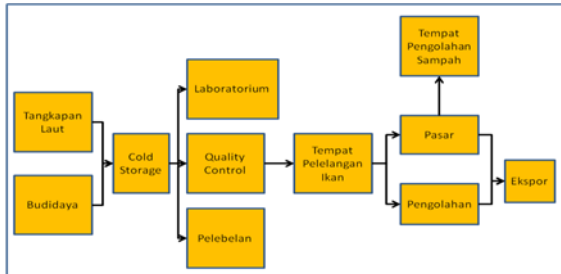 Tangkapan
Laut
Budidaya
Cold
Storage
Laboratorium
Quality
Control
Pelebelan
Tempat
Pelelangan
Ikan
Tempat
Pengolahan
Sampah
Pasar
Pengolahan
Ekspor